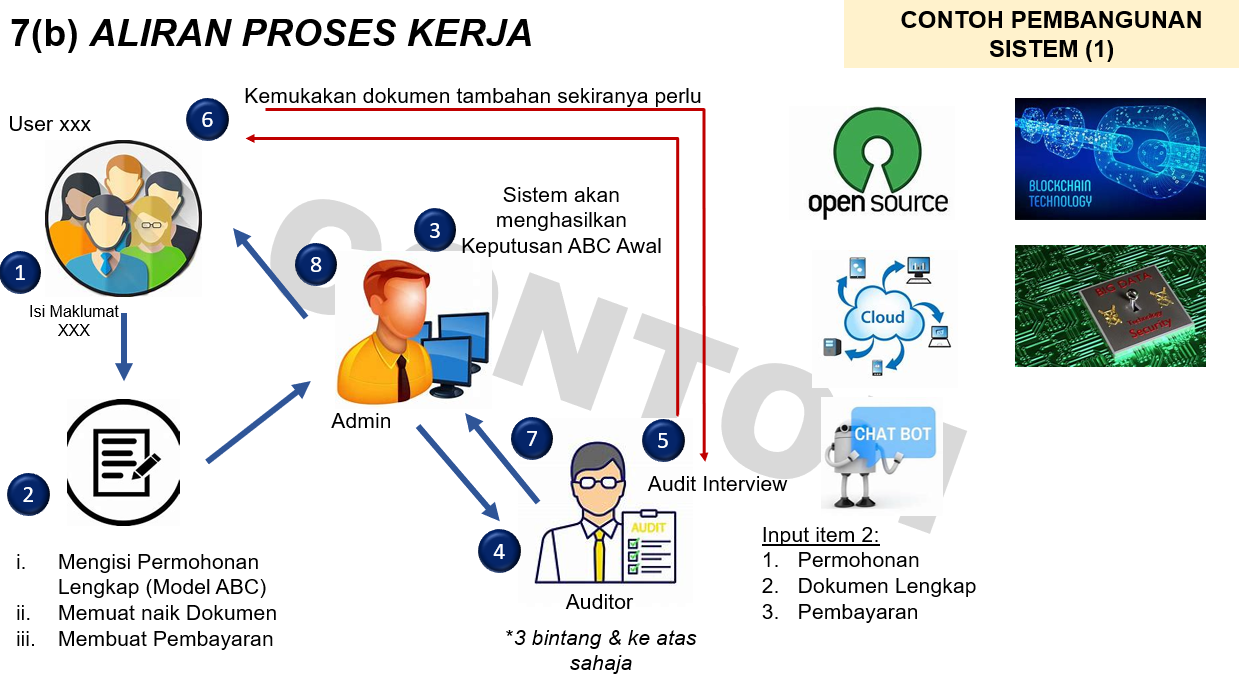 7(b) ALIRAN PROSES KERJA
CONTOH PEMBANGUNAN
SISTEM (1)
Kemukakan dokumen tambahan sekiranya perlu
6
User xxx
open source
BLOCKCHAIN
TECHNOLOGY
Sistem akan
menghasilkan
Keputusan ABC Awal
3
8
1
Isi Maklumat
XXX
BIG DATA
Technology
Security
Cloud
CONTOH
Admin
7
5
CHAT BOT
Audit Interview
2
AUDIT
4
Input item 2:
1. Permohonan
2. Dokumen Lengkap
3. Pembayaran
i. Mengisi Permohonan
Lengkap (Model ABC)
ii. Memuat naik Dokumen
iii. Membuat Pembayaran
Auditor
*3 bintang & ke atas
sahaja